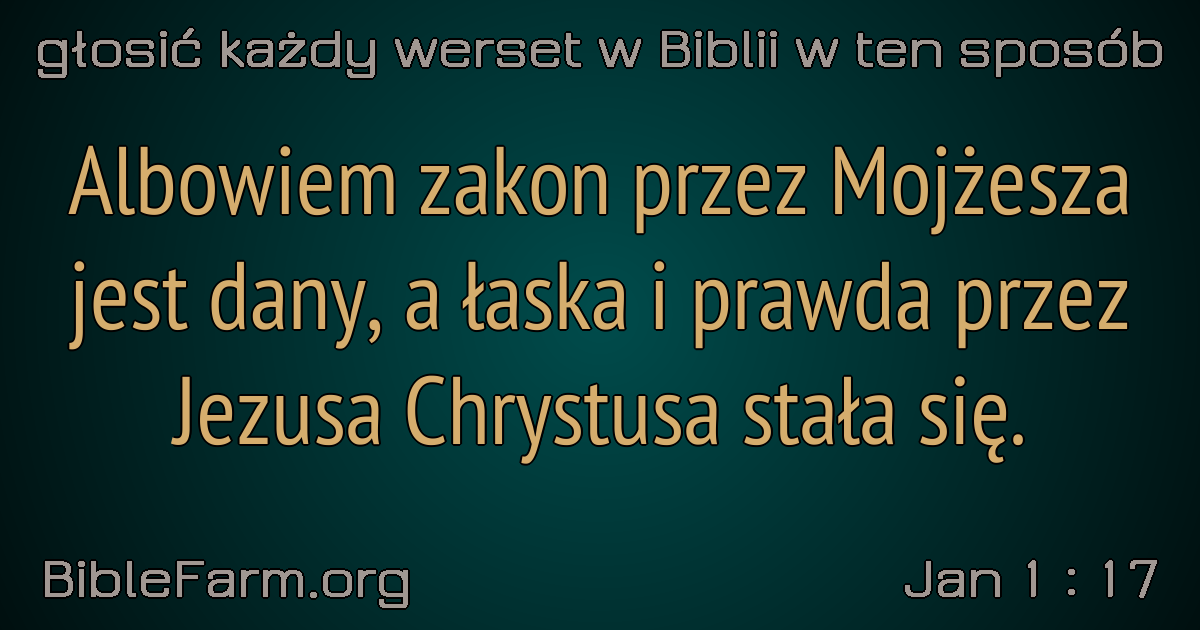 głosić każdy werset w Biblii w ten sposób
Albowiem zakon przez Mojżesza
jest dany, a łaska i prawda przez
Jezusa Chrystusa stała się.
BibleFarm.org
Jan 1 : 17